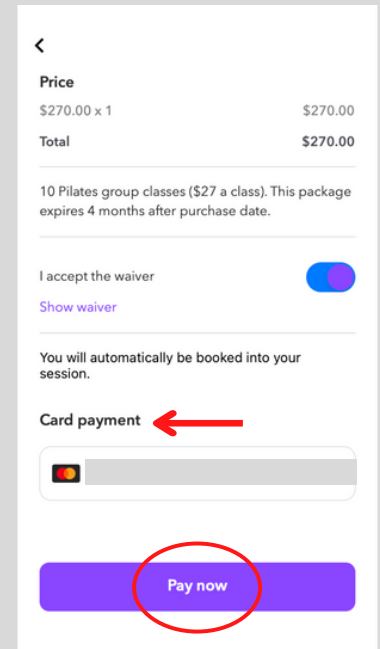 Price
$270.00 x 1 $270.00
Total $270.00
10 Pilates group classes ($27 a class). This package
expires 4 months after purchase date.
I accept the waiver
Show waiver
You will automatically be booked into your
session.
Card payment
Pay now